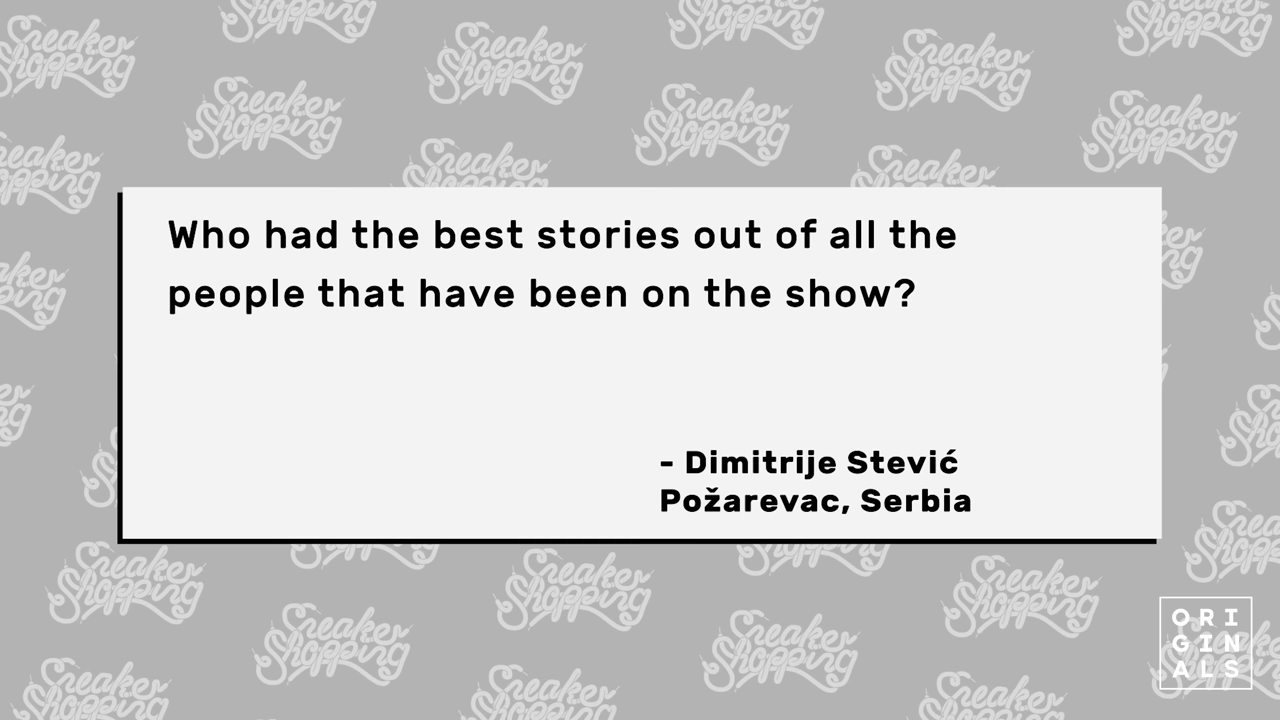 Who had the best stories out of all the
people that have been on the show?
- Dimitrije Stević
Požarevac, Serbia
Sneaker
Shopping
ORI
GIN
ALS